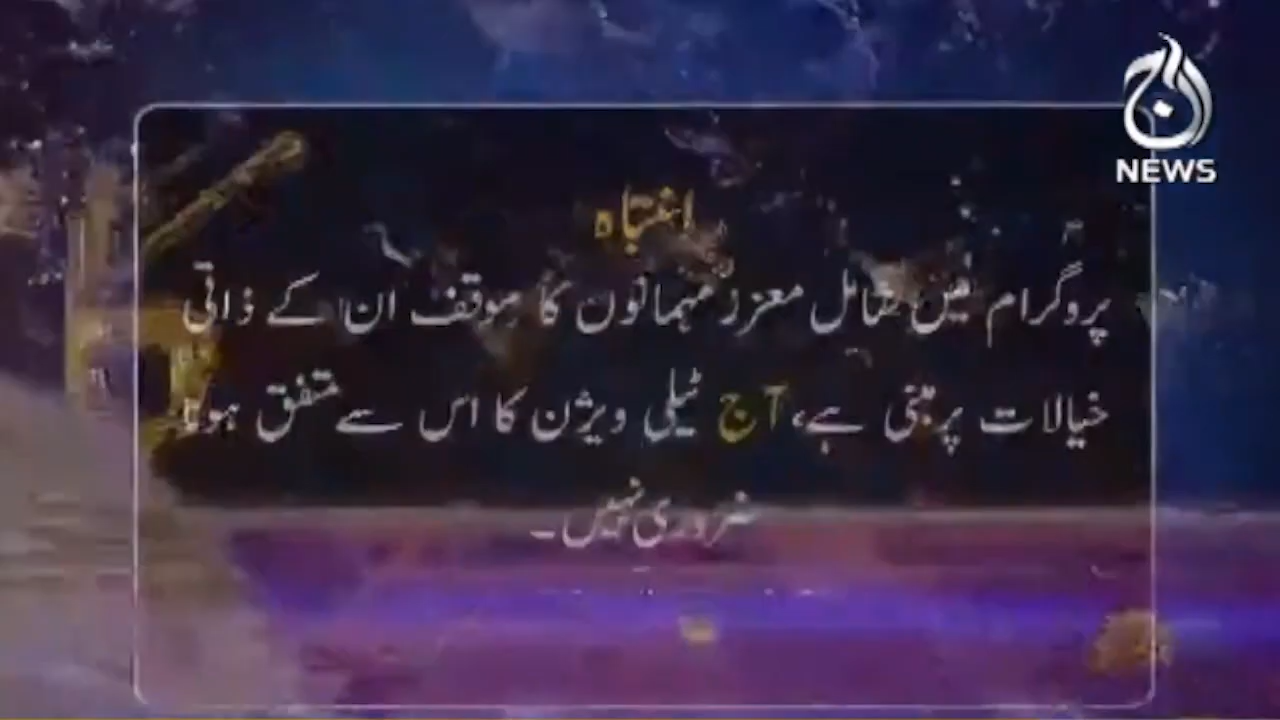 آج
NEWS
انتباہ
پروگرام میں شامل معزز مہمانوں کا موقف ان کے ذاتی
خیالات پر مبنی ہے، آج ٹیلی ویژن کا اس سے متفق ہونا
ضروری نہیں۔